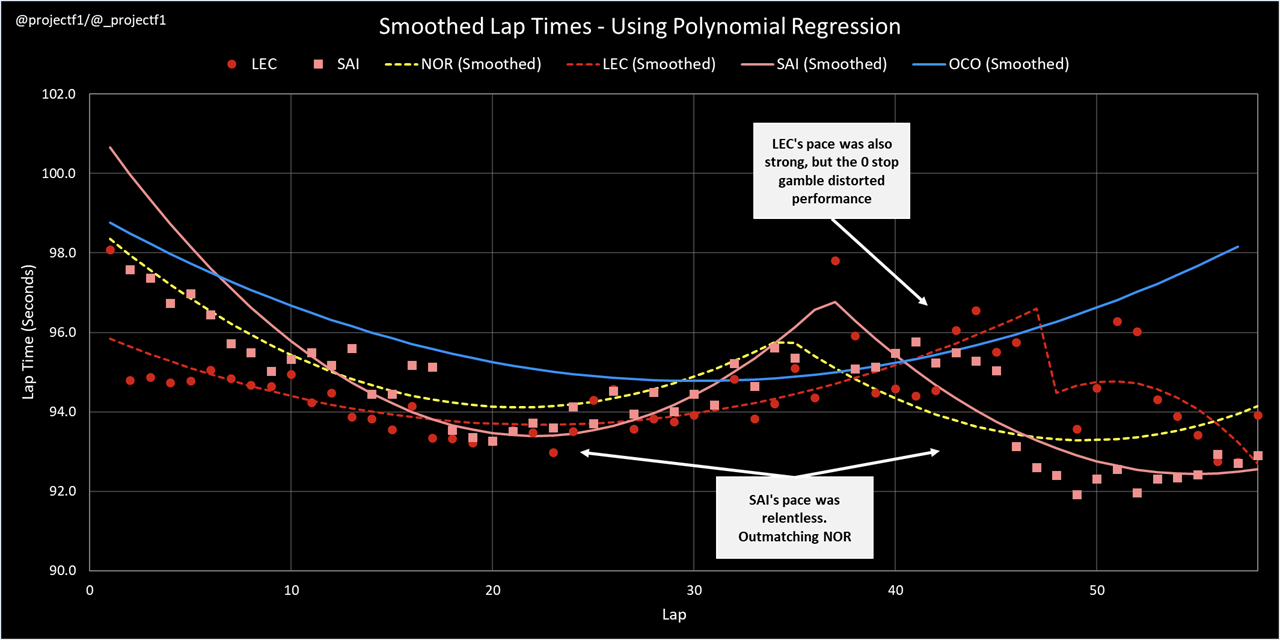 @projectf1/@_projectf1
Smoothed Lap Times - Using Polynomial Regression
LEC SAI NOR (Smoothed) LEC (Smoothed) SAI (Smoothed) OCO (Smoothed)
102.0
100.0
98.0
96.0
94.0
92.0
90.0
Lap Time (Seconds)
LEC's pace was also
strong, but the 0 stop
gamble distorted
performance
SAI's pace was
relentless.
Outmatching NOR
0 10 20 30 40 50
Lap